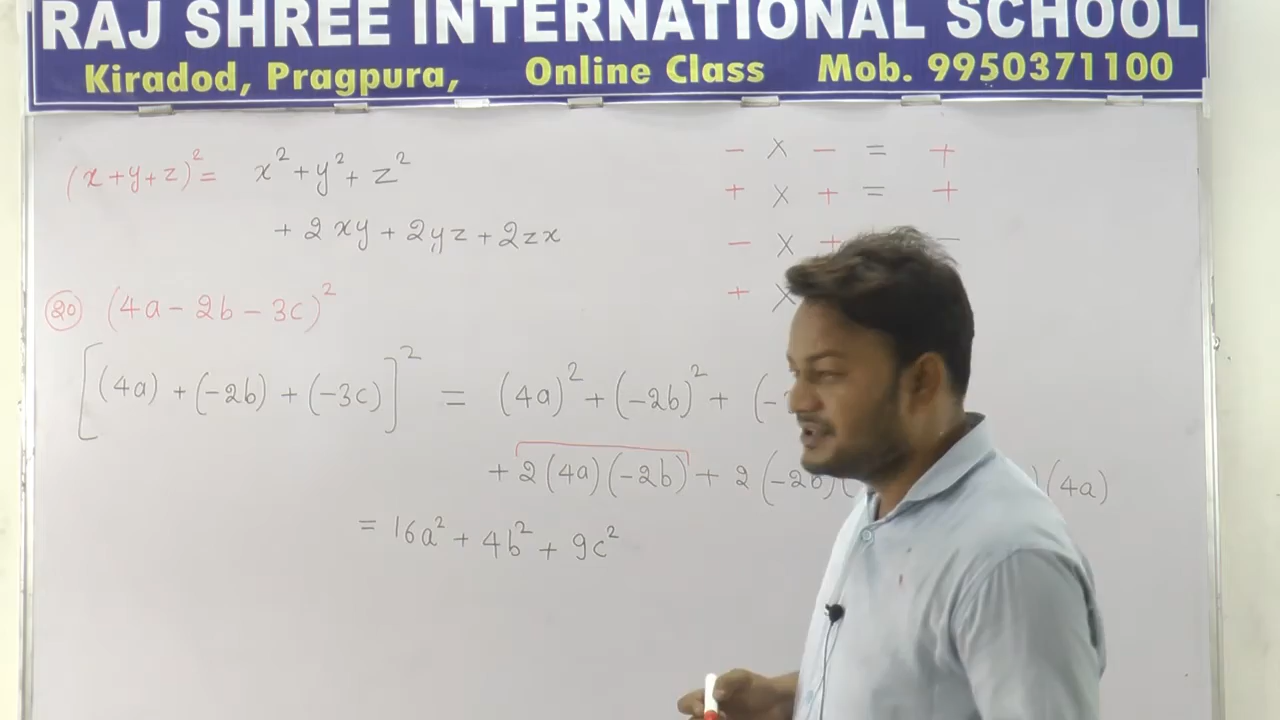 RAJ SHREE INTERNATIONAL SCHOOL
Kiradod, Pragpura, Online Class Mob. 9950371100
(x+y+z)² = x² + y² + z²
+ 2xy + 2yz + 2zx
- × - = +
+ × + = +
- × + -
+ ×
20 (4a - 2b - 3c)²
[(4a) + (-2b) + (-3c)]² = (4a)² + (-2b)² + (-
+ 2(4a)(-2b) + 2(-2b)( )(4a)
= 16a² + 4b² + 9c²